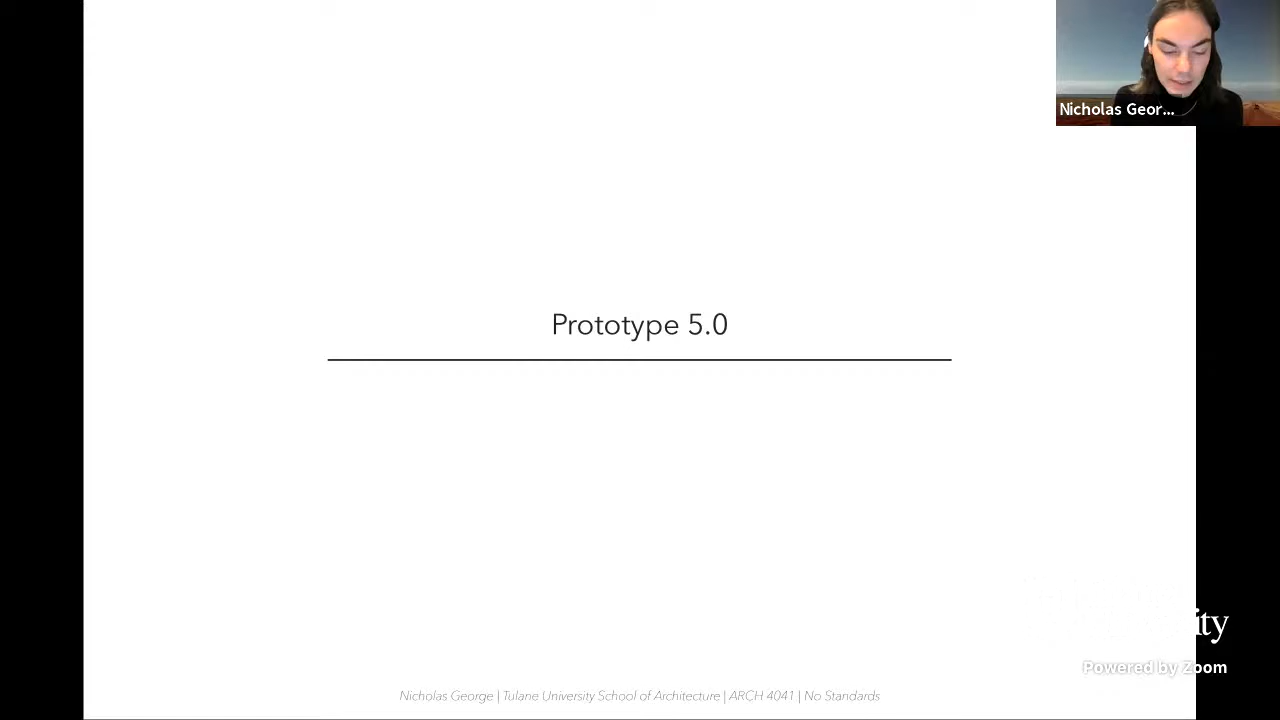 Nicholas Geor...
Prototype 5.0
ity
Powered by Zoom
Nicholas George | Tulane University School of Architecture | ARCH 4041 | No Standards